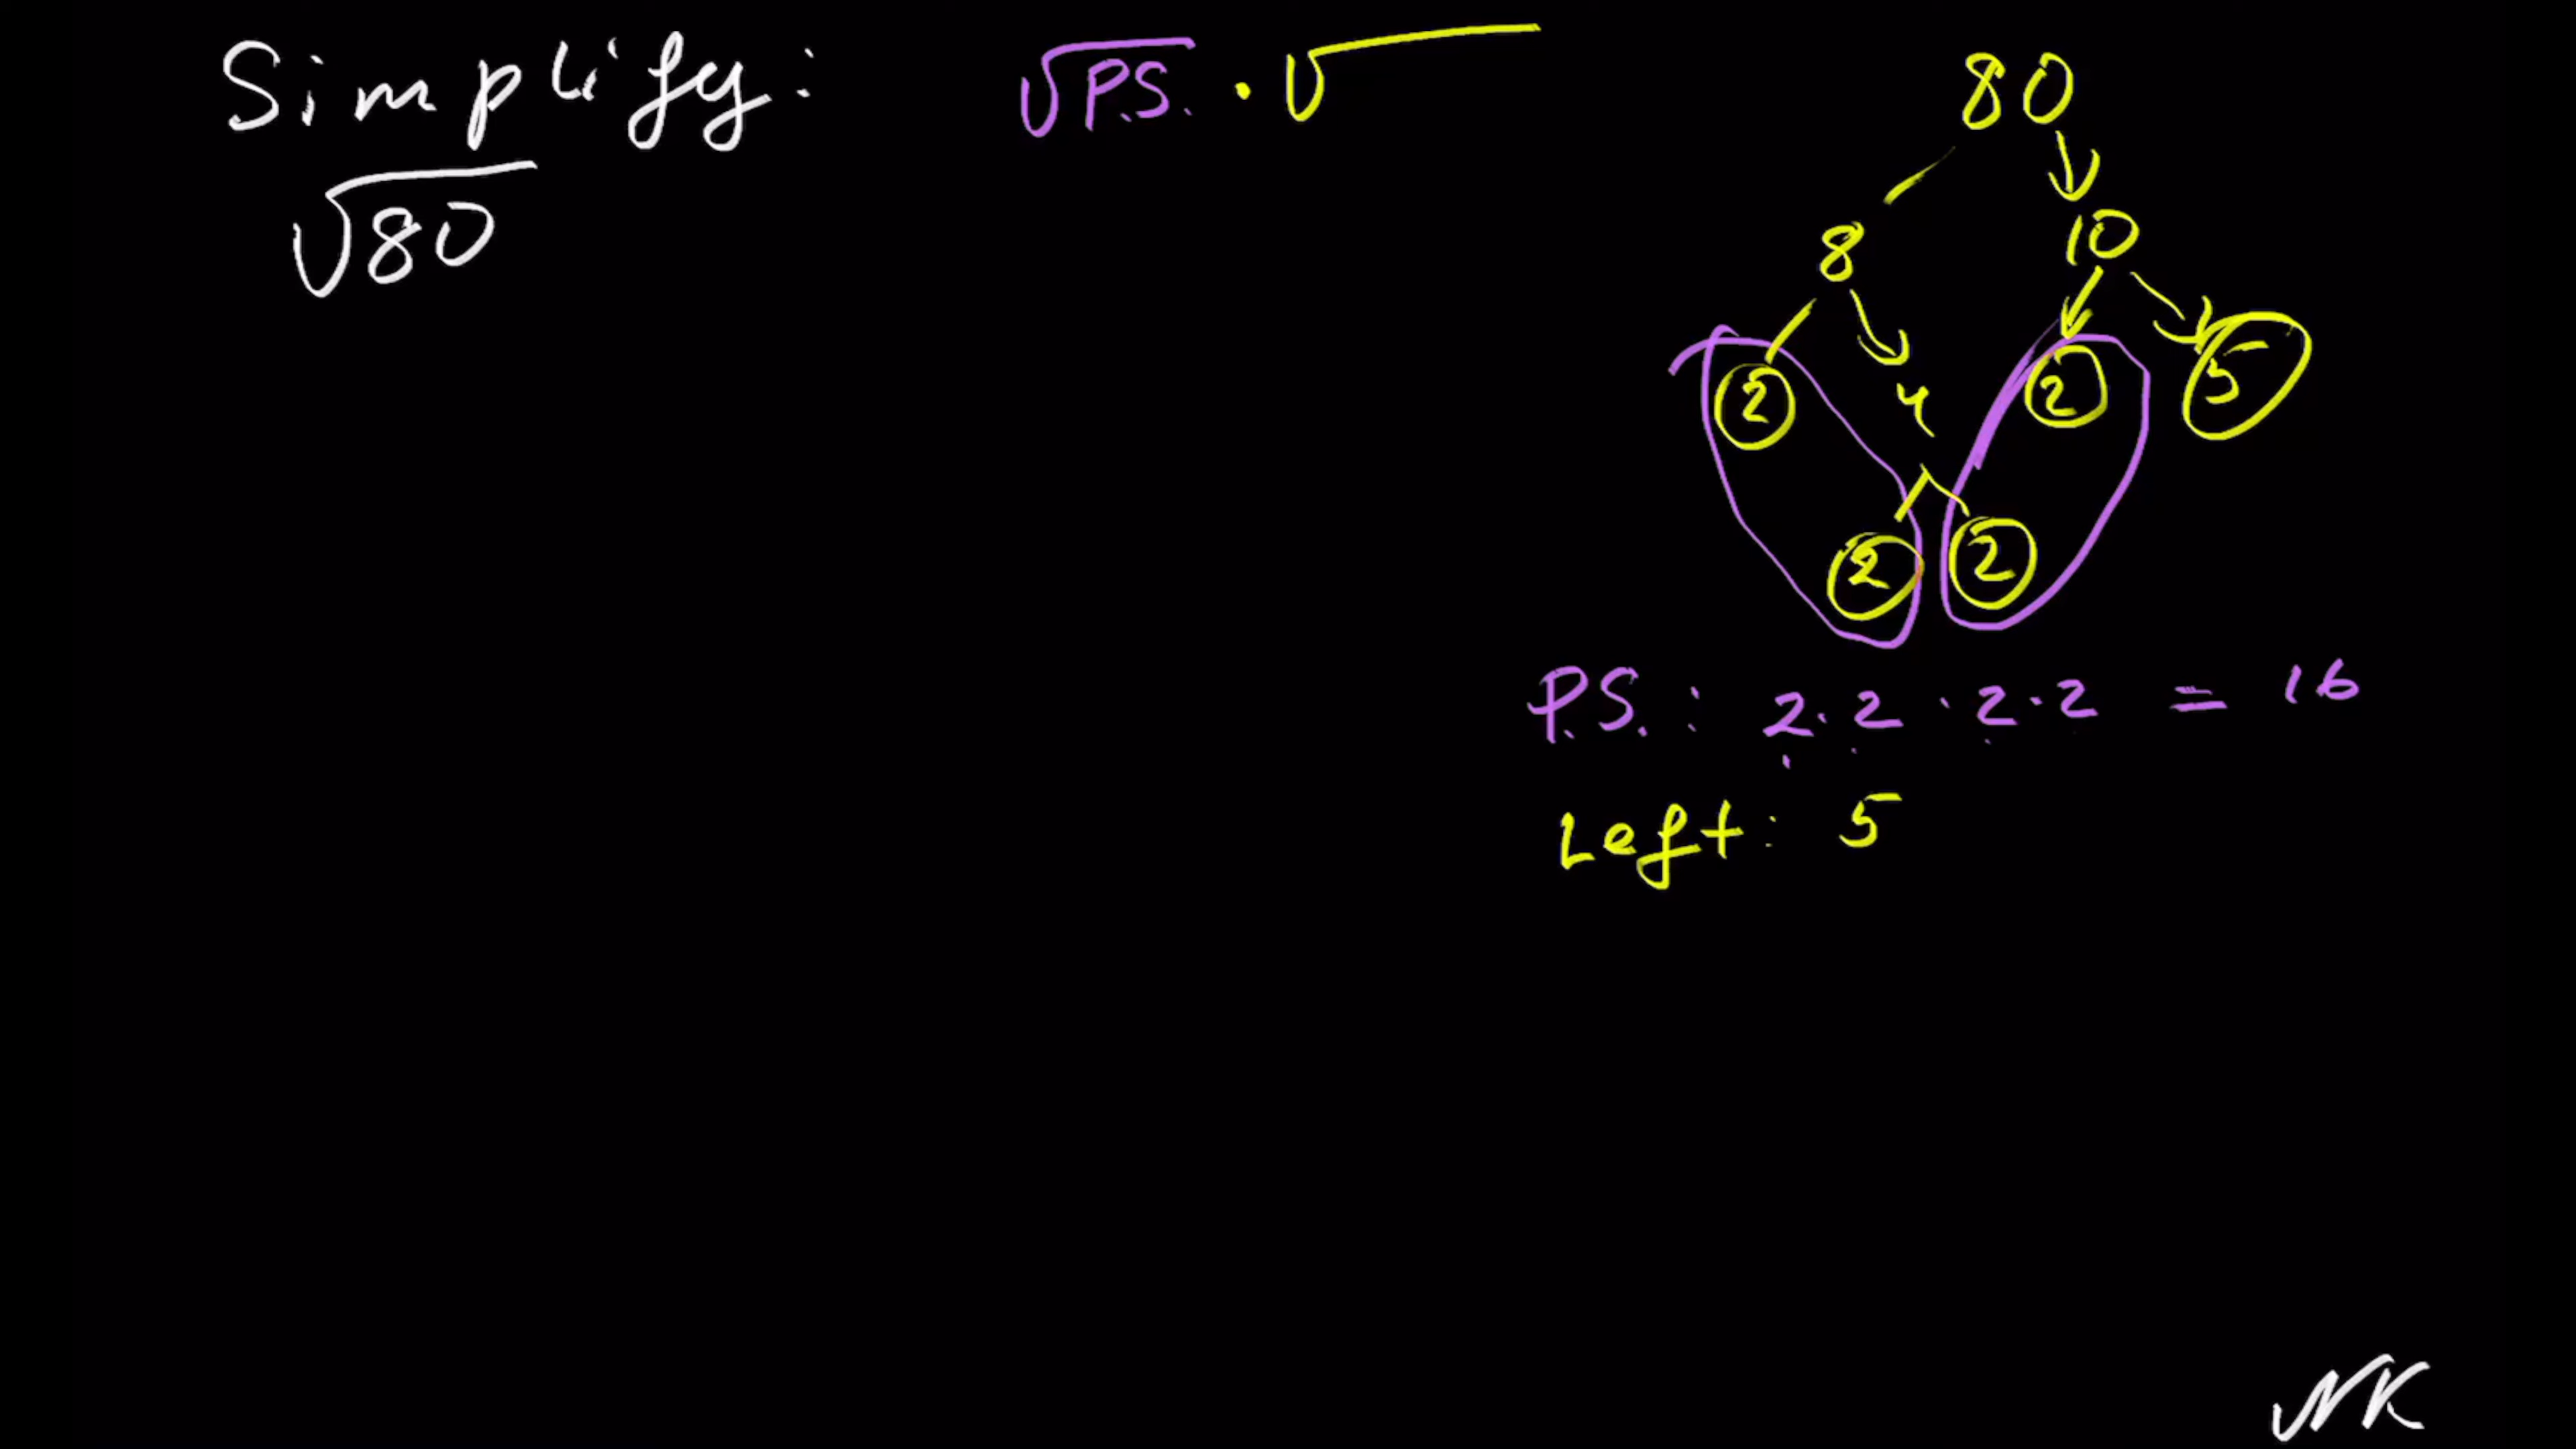 Simplify:
√80
√P.S. · √
80
8 10
2 4 2 5
2 2
P.S.: 2·2·2·2 = 16
Left: 5
NK